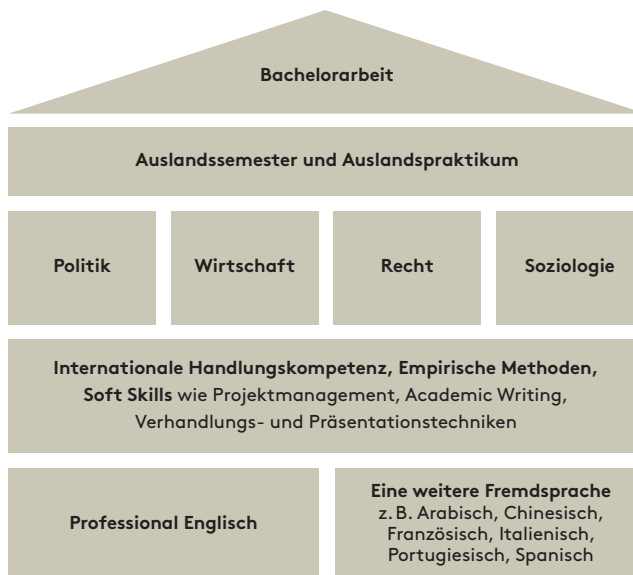 Bachelorarbeit
Auslandssemester und Auslandspraktikum
Politik
Wirtschaft
Recht
Soziologie
Internationale Handlungskompetenz, Empirische Methoden,
Soft Skills wie Projektmanagement, Academic Writing,
Verhandlungs- und Präsentationstechniken
Professional Englisch
Eine weitere Fremdsprache
z. B. Arabisch, Chinesisch,
Französisch, Italienisch,
Portugiesisch, Spanisch